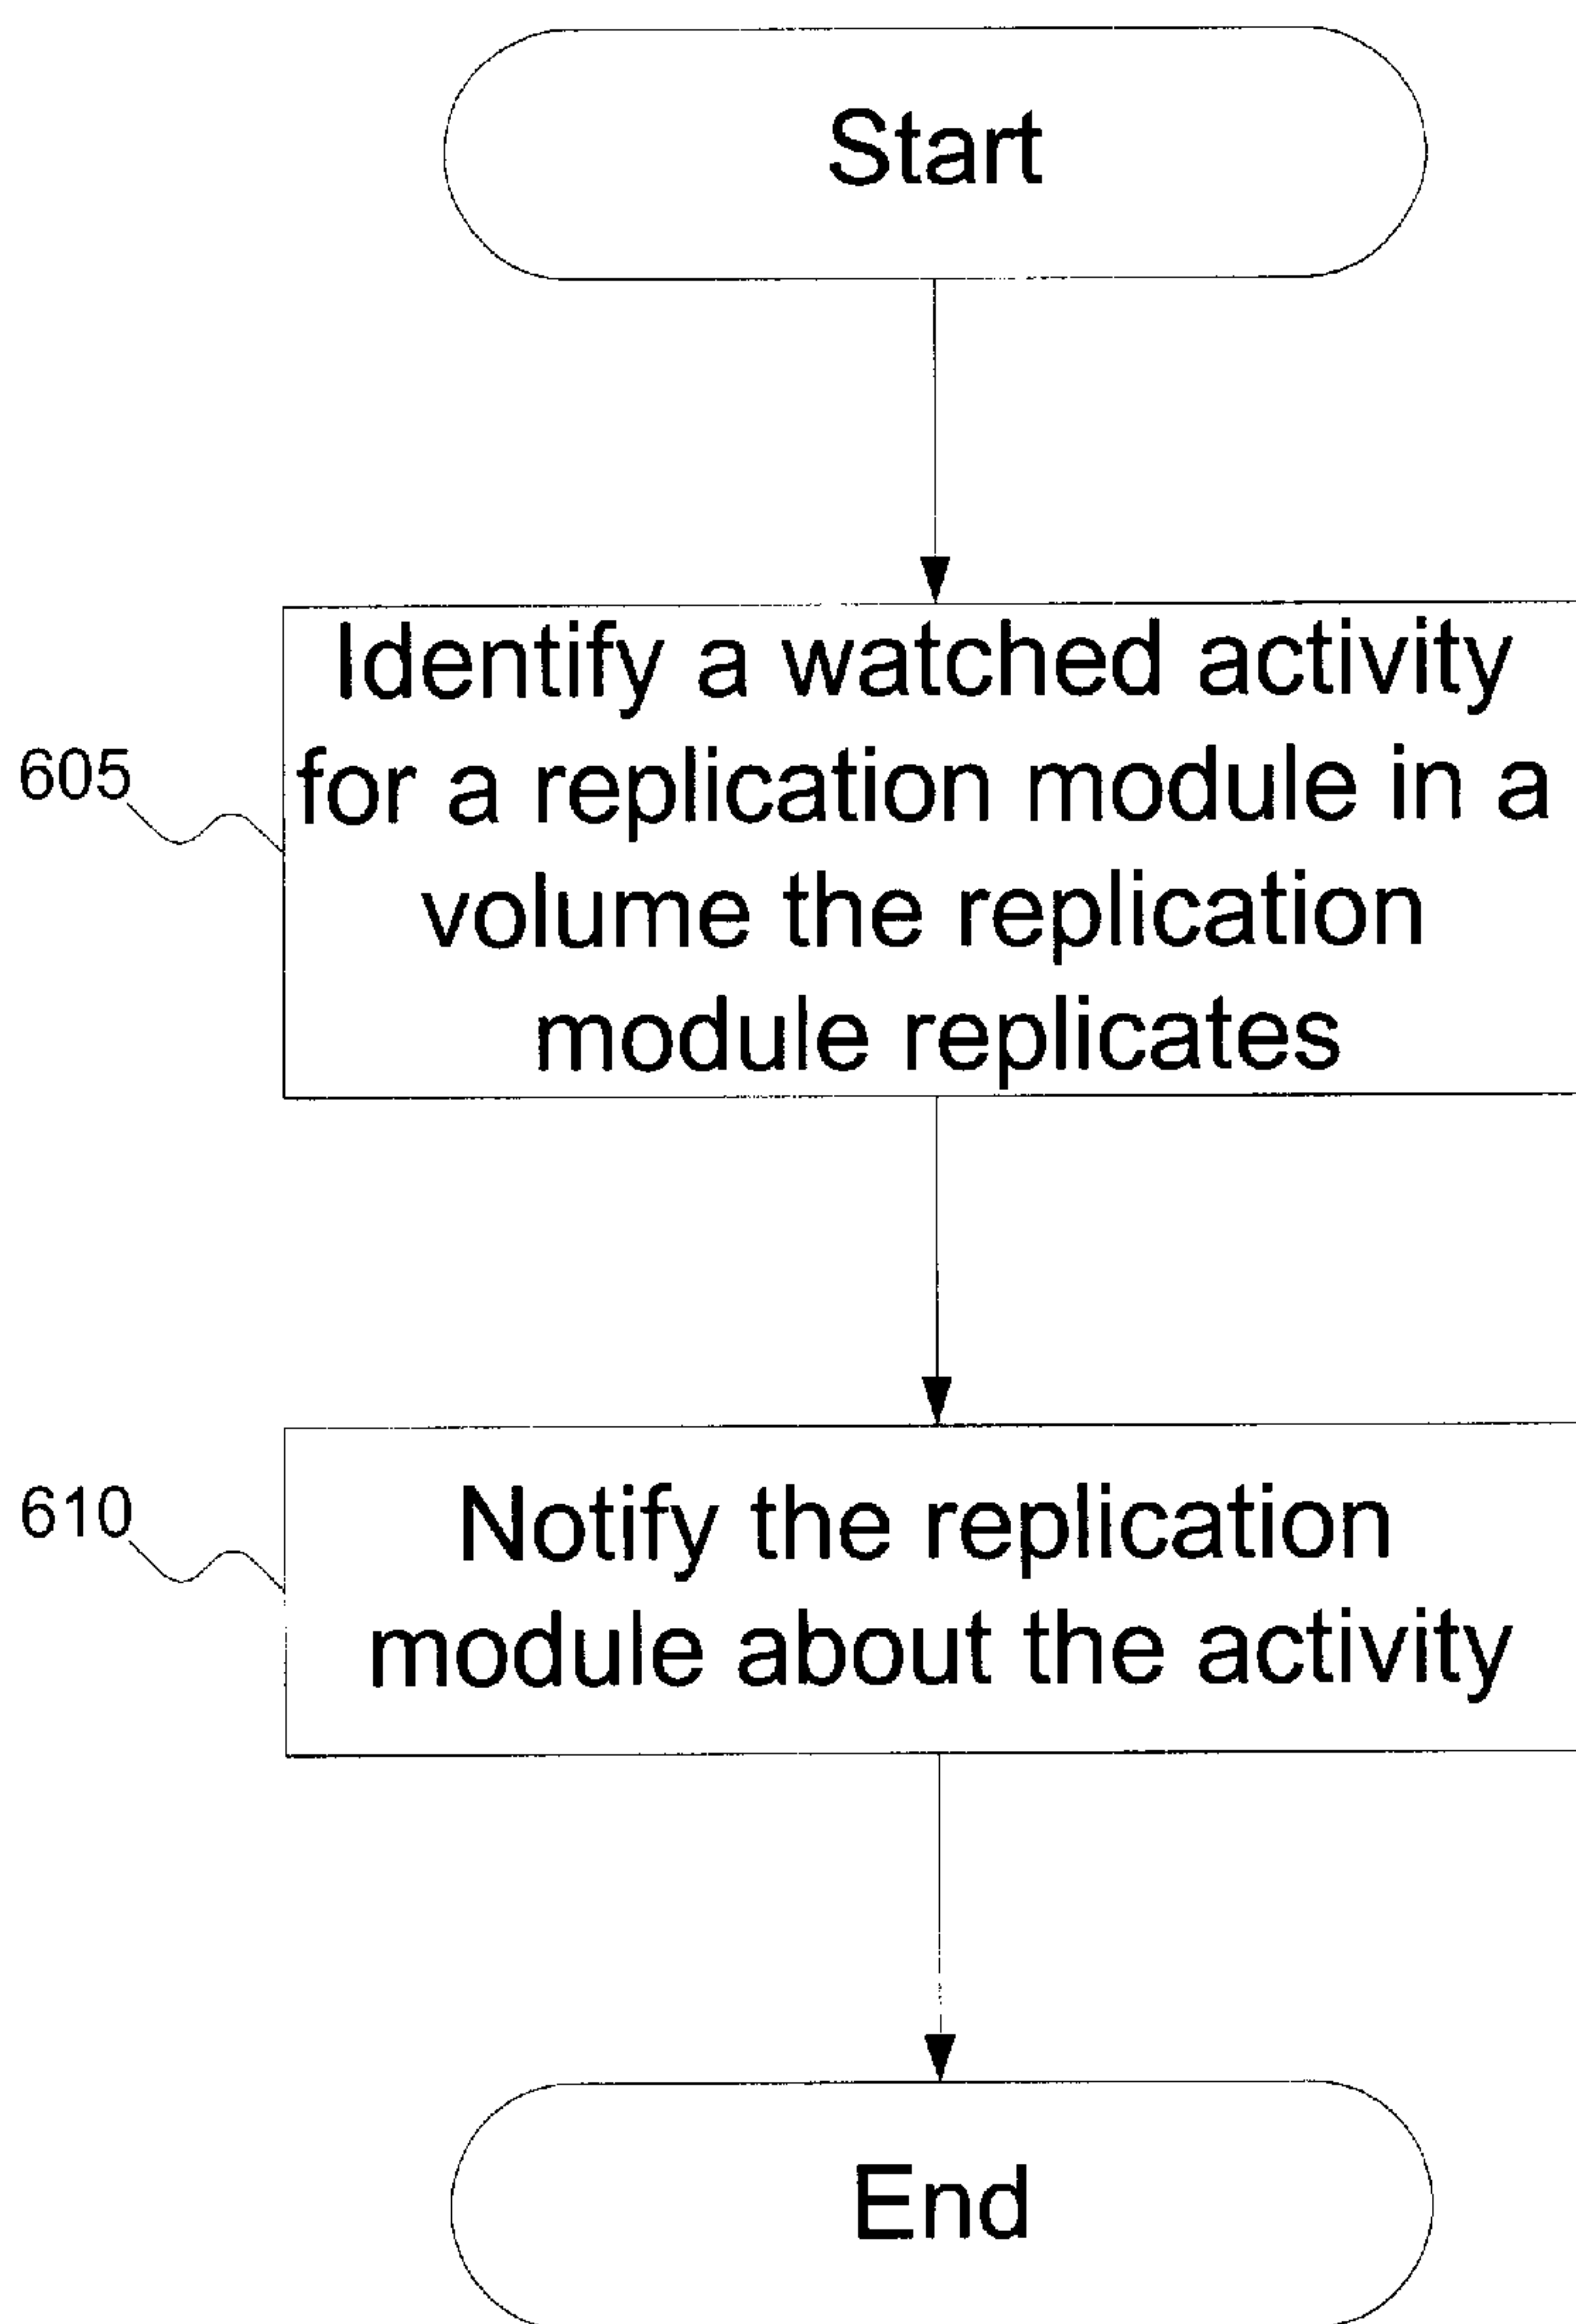 Start
Identify a watched activity
605
for a replication module in a
volume the replication
module replicates
610
Notify the replication
module about the activity
End